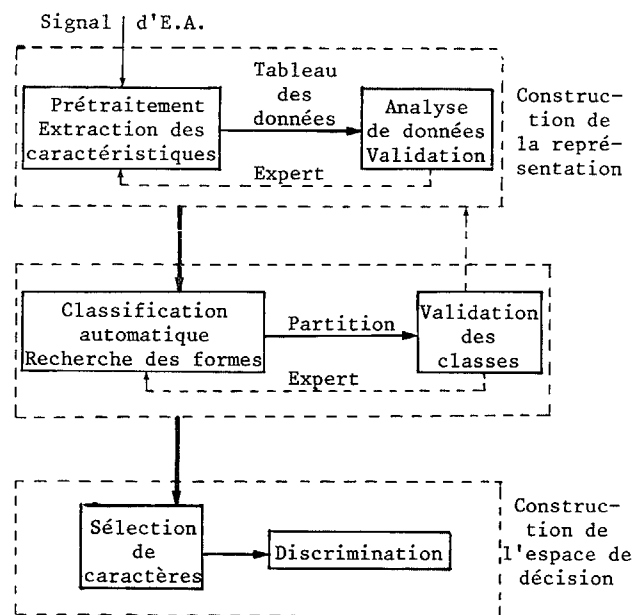 Signal d'E.A.
Prétraitement
Extraction des
caractéristiques
Tableau
des
données
Analyse
de données
Validation
Expert
Construc-
tion de
la repré-
sentation
Classification
automatique
Recherche des formes
Partition
Validation
des
classes
Expert
Sélection
de
caractères
Discrimination
Construc-
tion de
l'espace de
décision